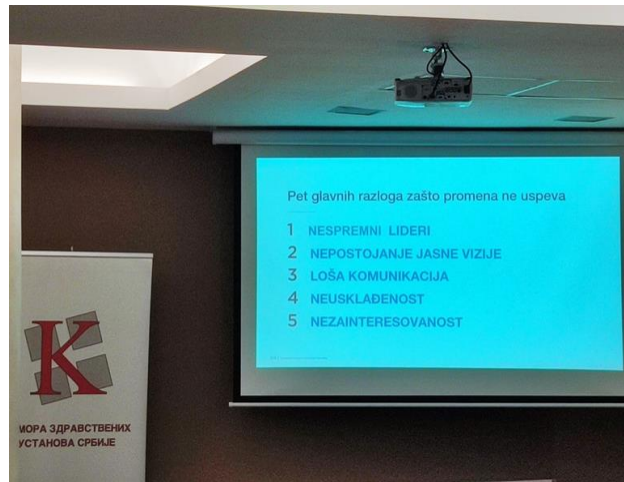 Pet glavnih razloga zašto promena ne uspeva
1 NESPREMNI LIDERI
2 NEPOSTOJANJE JASNE VIZIJE
3 LOŠA KOMUNIKACIJA
4 NEUSKLAĐENOST
5 NEZAINTERESOVANOST
K
МОРА ЗДРАВСТВЕНИХ
УСТАНОВА СРБИЈЕ